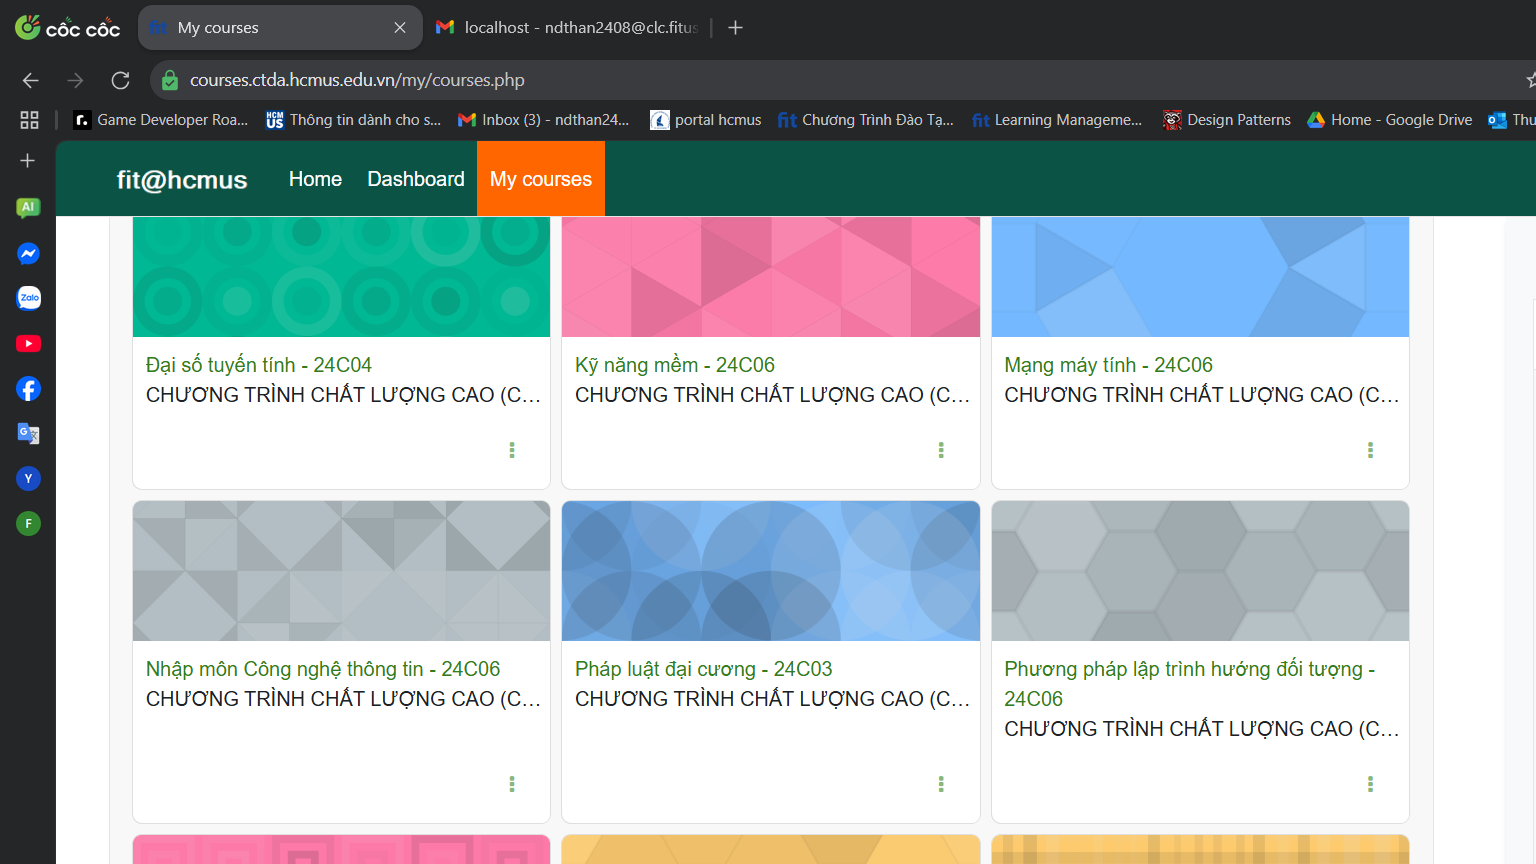 cốc cốc
fit My courses
localhost - ndthan2408@clc.fitus
courses.ctda.hcmus.edu.vn/my/courses.php
r. Game Developer Roa...
HCM US Thông tin dành cho s...
Inbox (3) - ndthan24...
portal hcmus
fit Chương Trình Đào Tạ...
fit Learning Manageme...
Design Patterns
Home - Google Drive
Thu
AI
Zalo
Y
F
fit@hcmus Home Dashboard My courses
Đại số tuyến tính - 24C04
CHƯƠNG TRÌNH CHẤT LƯỢNG CAO (C...
Kỹ năng mềm - 24C06
CHƯƠNG TRÌNH CHẤT LƯỢNG CAO (C...
Mạng máy tính - 24C06
CHƯƠNG TRÌNH CHẤT LƯỢNG CAO (C...
Nhập môn Công nghệ thông tin - 24C06
CHƯƠNG TRÌNH CHẤT LƯỢNG CAO (C...
Pháp luật đại cương - 24C03
CHƯƠNG TRÌNH CHẤT LƯỢNG CAO (C...
Phương pháp lập trình hướng đối tượng -
24C06
CHƯƠNG TRÌNH CHẤT LƯỢNG CAO (C...